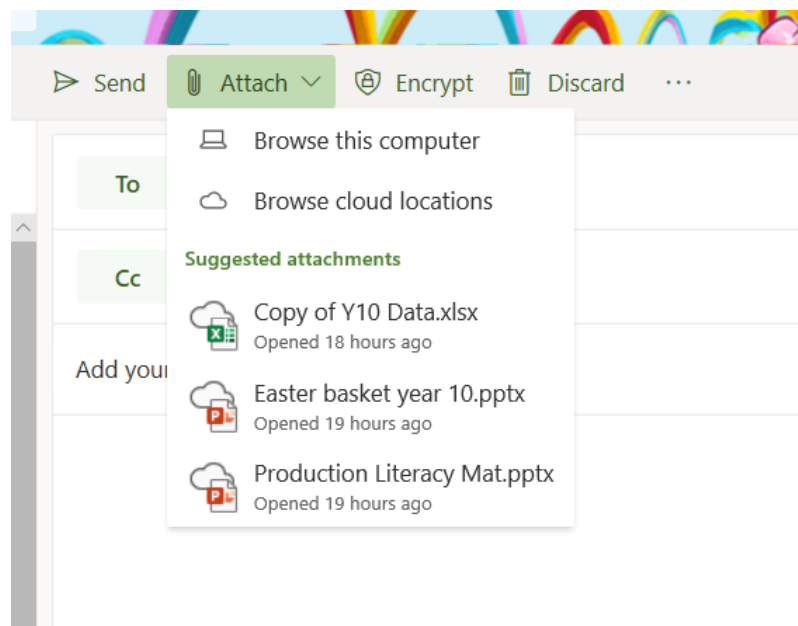 Send Attach Encrypt Discard ...
Browse this computer
To
Browse cloud locations
Suggested attachments
Cc
Copy of Y10 Data.xlsx
Opened 18 hours ago
Add your
Easter basket year 10.pptx
Opened 19 hours ago
Production Literacy Mat.pptx
Opened 19 hours ago